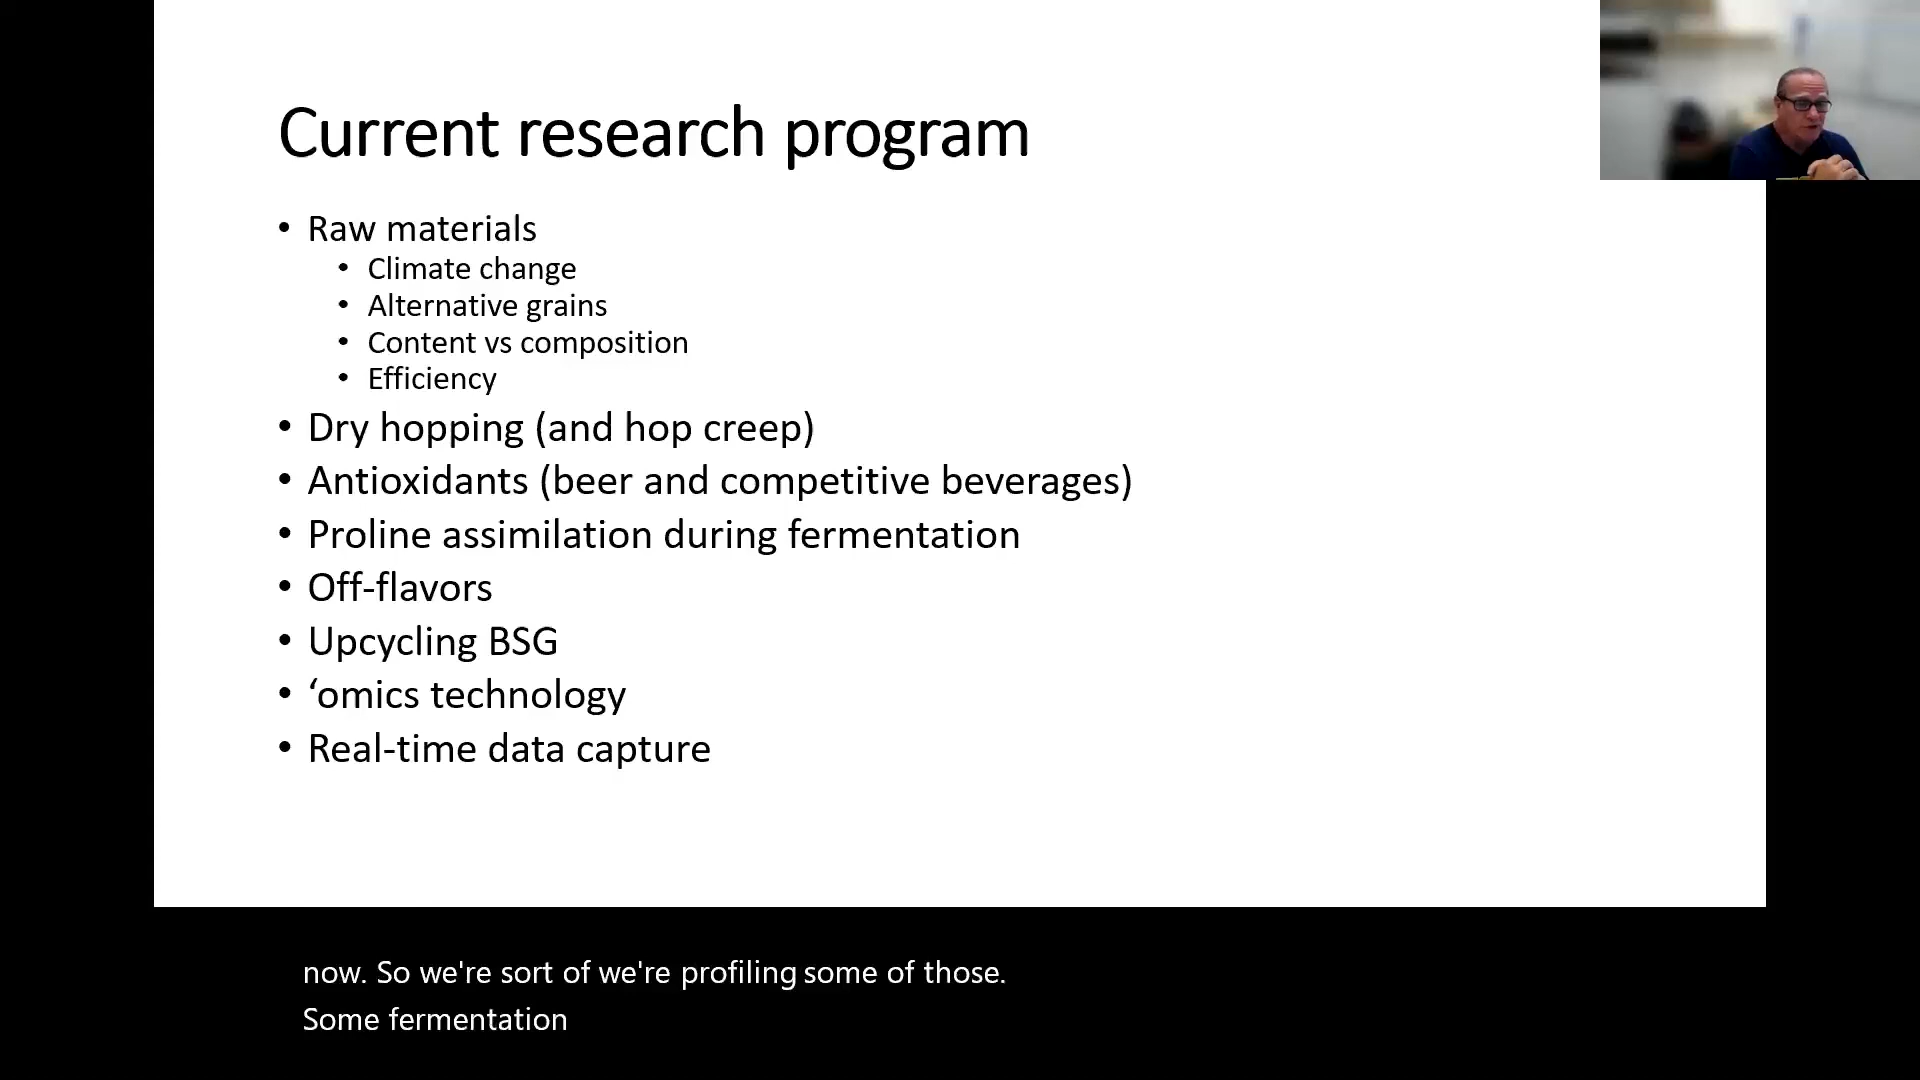 Current research program
• Raw materials
• Climate change
• Alternative grains
• Content vs composition
• Efficiency
• Dry hopping (and hop creep)
• Antioxidants (beer and competitive beverages)
• Proline assimilation during fermentation
• Off-flavors
• Upcycling BSG
• ‘omics technology
• Real-time data capture
now. So we're sort of we're profiling some of those.
Some fermentation